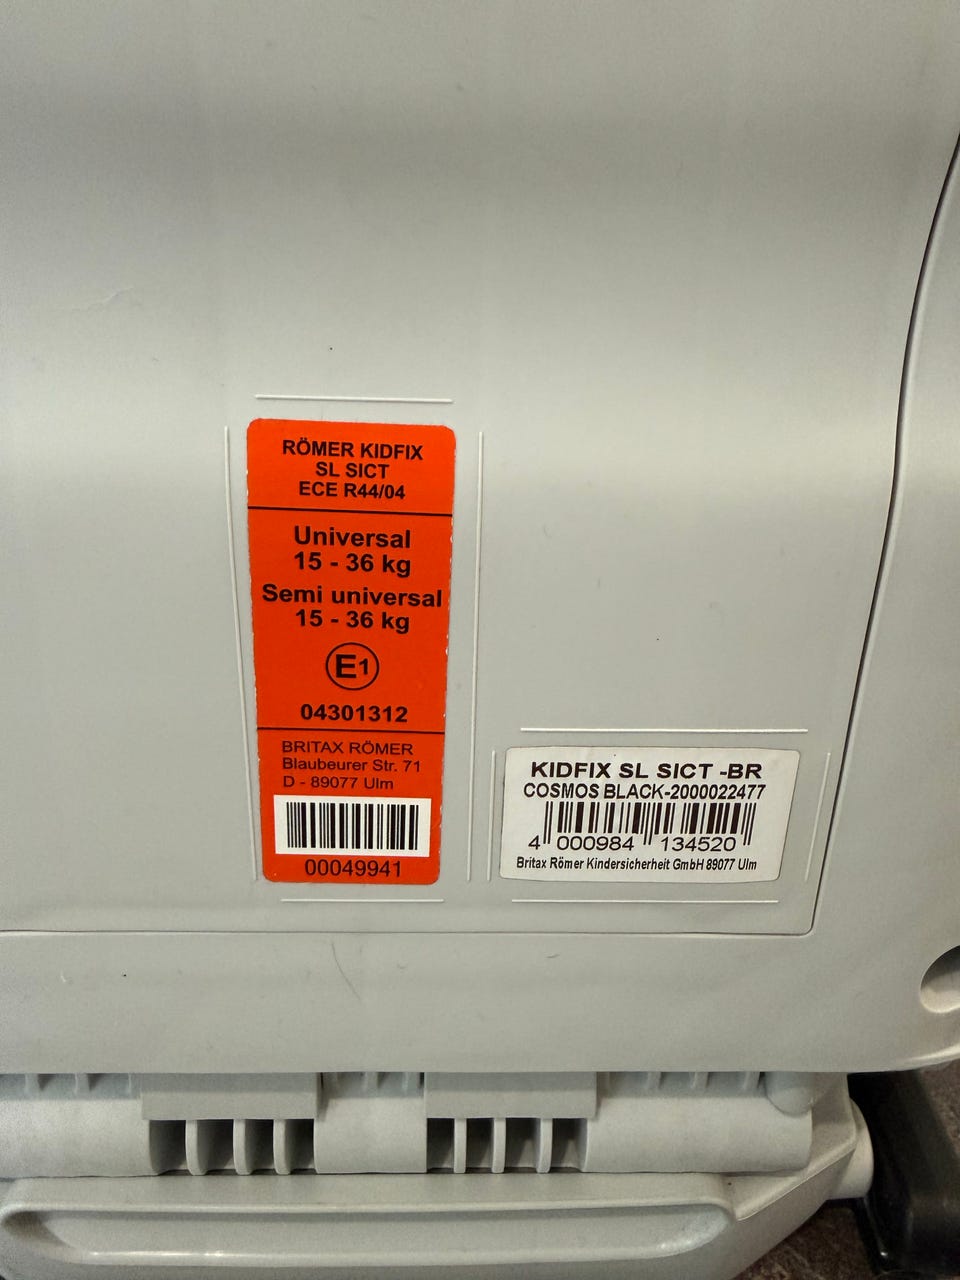 RÖMER KIDFIX
SL SICT
ECE R44/04
Universal
15 - 36 kg
Semi universal
15 - 36 kg
E1
04301312
BRITAX RÖMER
Blaubeurer Str. 71
D - 89077 Ulm
00049941
KIDFIX SL SICT -BR
COSMOS BLACK-2000022477
4 000984 134520
Britax Römer Kindersicherheit GmbH 89077 Ulm